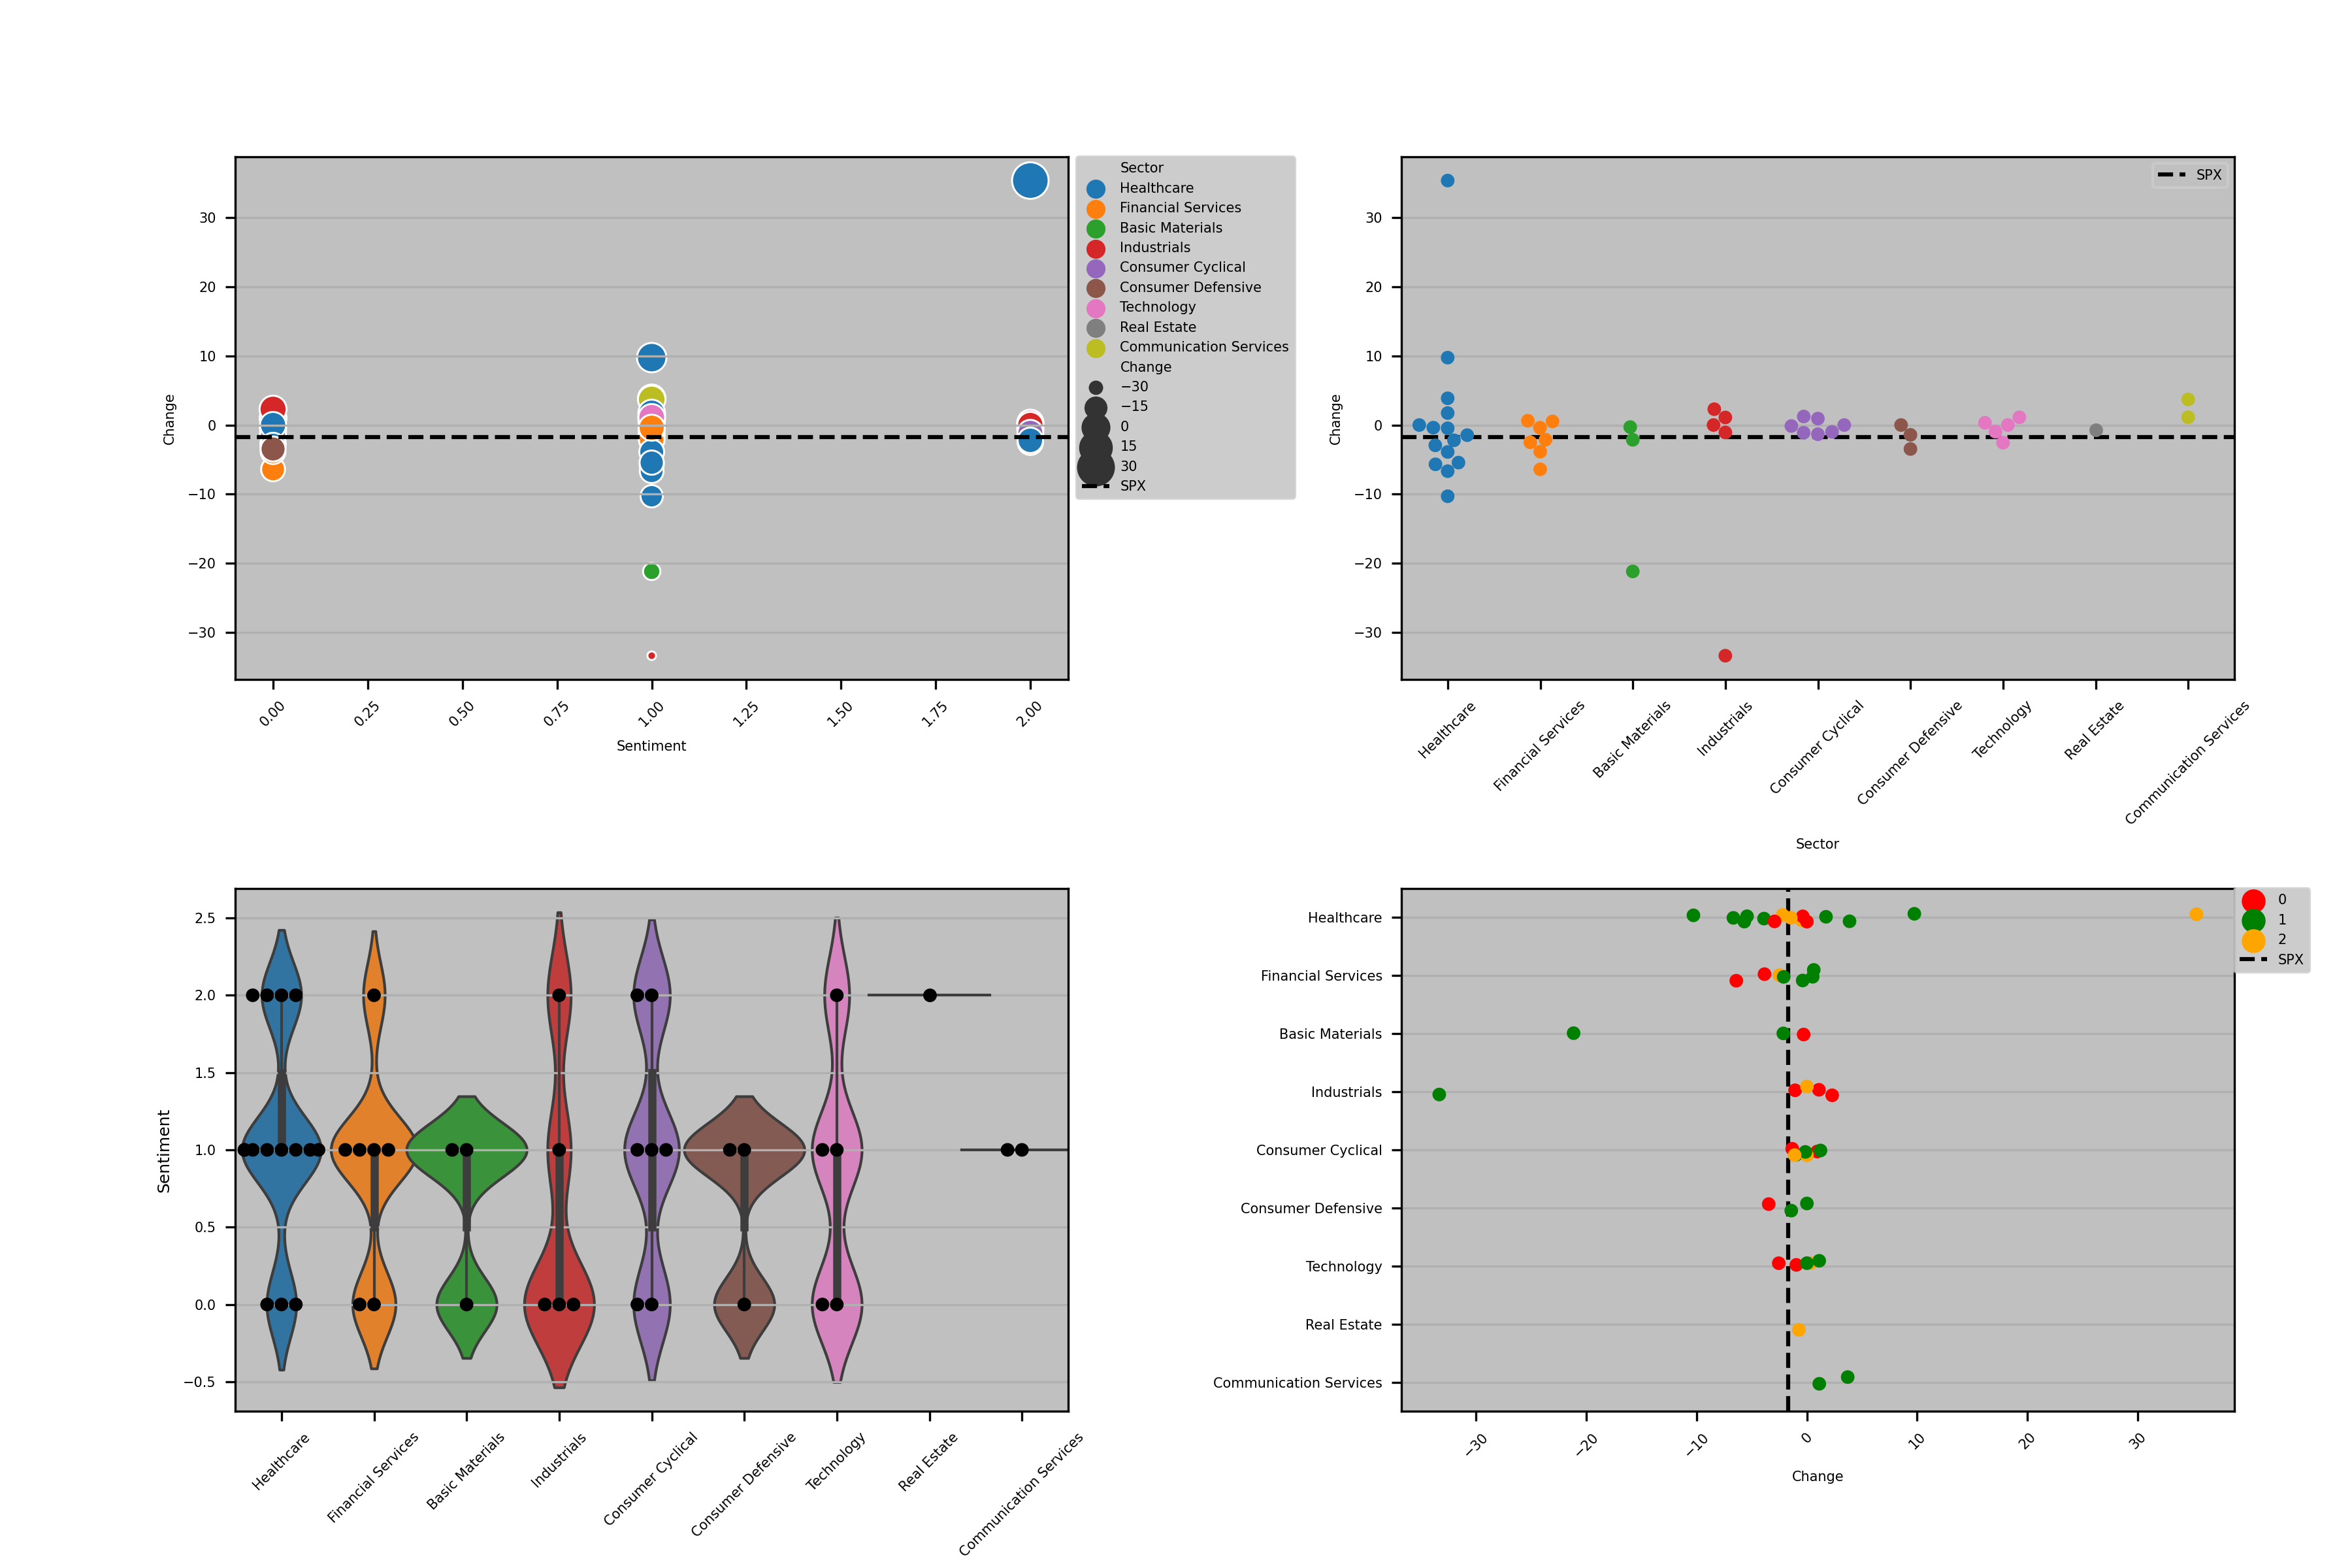 Change
30
20
10
0
−10
−20
−30
0.00
0.25
0.50
0.75
1.00
1.25
1.50
1.75
2.00
Sentiment
Sector
Healthcare
Financial Services
Basic Materials
Industrials
Consumer Cyclical
Consumer Defensive
Technology
Real Estate
Communication Services
Change
−30
−15
0
15
30
SPX
Change
30
20
10
0
−10
−20
−30
SPX
Healthcare
Financial Services
Basic Materials
Industrials
Consumer Cyclical
Consumer Defensive
Technology
Real Estate
Communication Services
Sector
Sentiment
2.5
2.0
1.5
1.0
0.5
0.0
−0.5
Healthcare
Financial Services
Basic Materials
Industrials
Consumer Cyclical
Consumer Defensive
Technology
Real Estate
Communication Services
Healthcare
Financial Services
Basic Materials
Industrials
Consumer Cyclical
Consumer Defensive
Technology
Real Estate
Communication Services
−30
−20
−10
0
10
20
30
Change
0
1
2
SPX